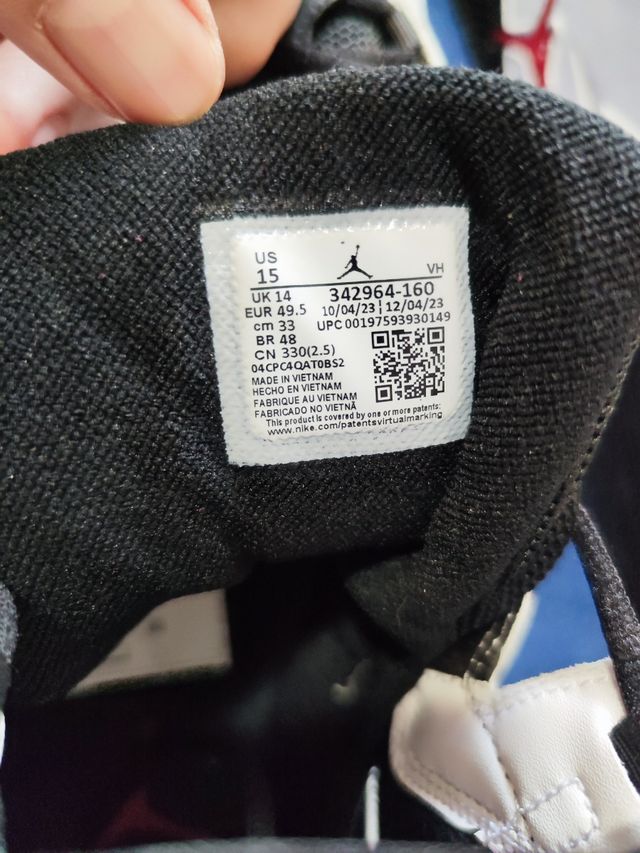 US
15
VH
UK 14 342964-160
EUR 49.5 10/04/23 ¦ 12/04/23
cm 33 UPC 00197593930149
BR 48
CN 330(2.5)
04CPC4QAT0BS2
MADE IN VIETNAM
HECHO EN VIETNAM
FABRIQUE AU VIETNAM
FABRICADO NO VIETNÃ
This product is covered by one or more patents:
www.nike.com/patentsvirtualmarking